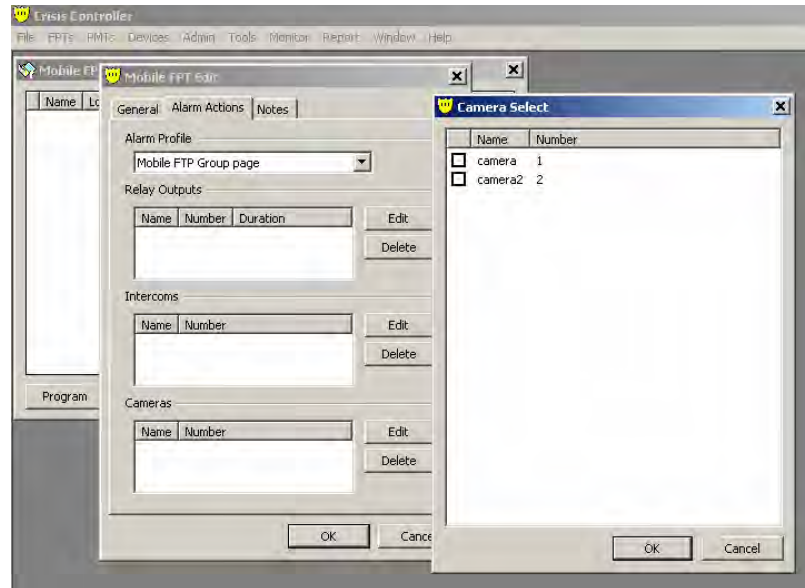 Crisis Controller
File FPTs PMTs Devices Admin Tools Monitor Report Window Help
Mobile FP
Name Lo
Program
Mobile FPT Edit
General Alarm Actions Notes
Alarm Profile
Mobile FTP Group page
Relay Outputs
Name Number Duration
Edit
Delete
Intercoms
Name Number
Edit
Delete
Cameras
Name Number
Edit
Delete
OK Cance
Camera Select
Name Number
camera 1
camera2 2
OK Cancel